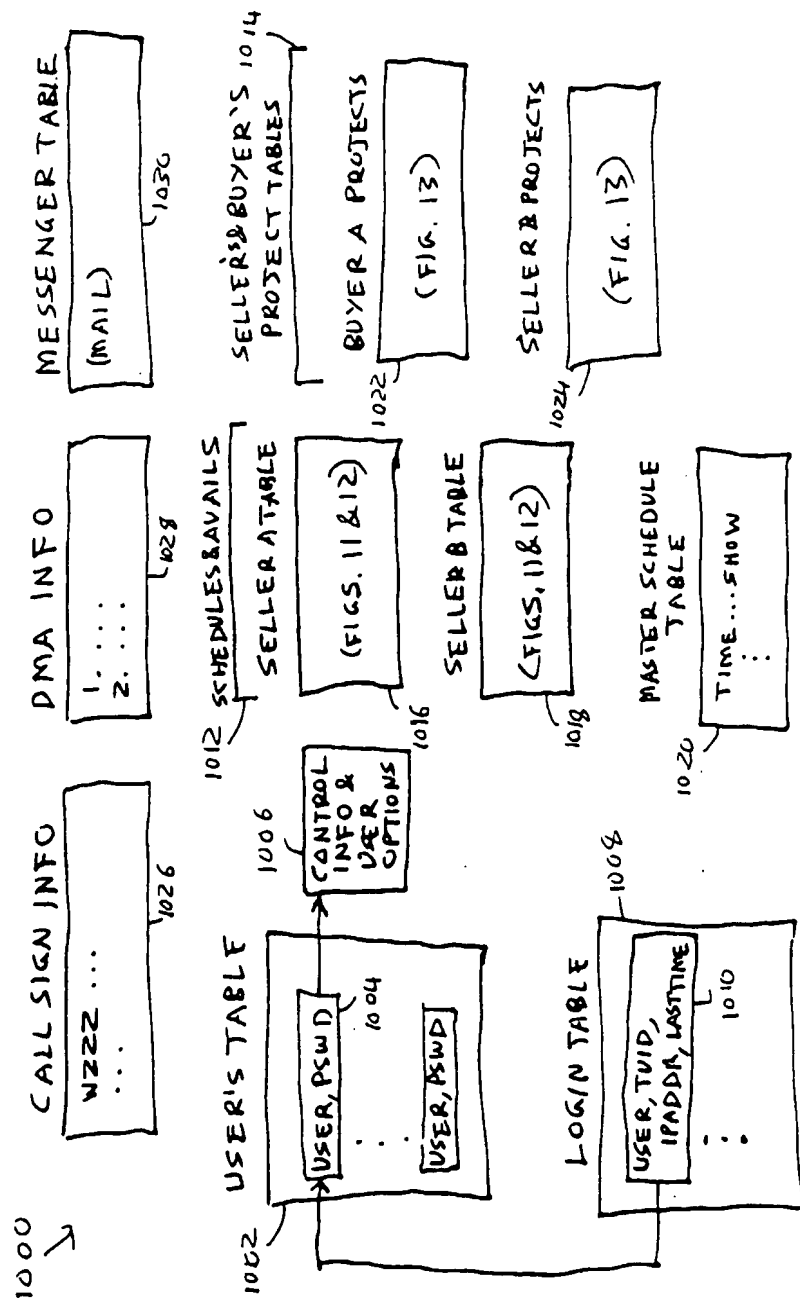 1000
CALL SIGN INFO
WZZZ ...
...
1026
DMA INFO
1. ....
2. ....
1028
MESSENGER TABLE
(MAIL)
1030
USER'S TABLE
1002
USER, PSWD
1004
...
USER, PSWD
1006
CONTROL
INFO &
USER
OPTIONS
LOGIN TABLE
1008
USER, TUID,
IPADDR, LASTTIME
1010
...
1012
SCHEDULES & AVAILS
SELLER A TABLE
(FIGS. 11 & 12)
1016
SELLER B TABLE
(FIGS, 11 & 12)
1018
MASTER SCHEDULE
TABLE
TIME ... SHOW
1020
SELLER'S & BUYER'S
PROJECT TABLES
1014
BUYER A PROJECTS
(FIG. 13)
1022
SELLER B PROJECTS
(FIG. 13)
1024